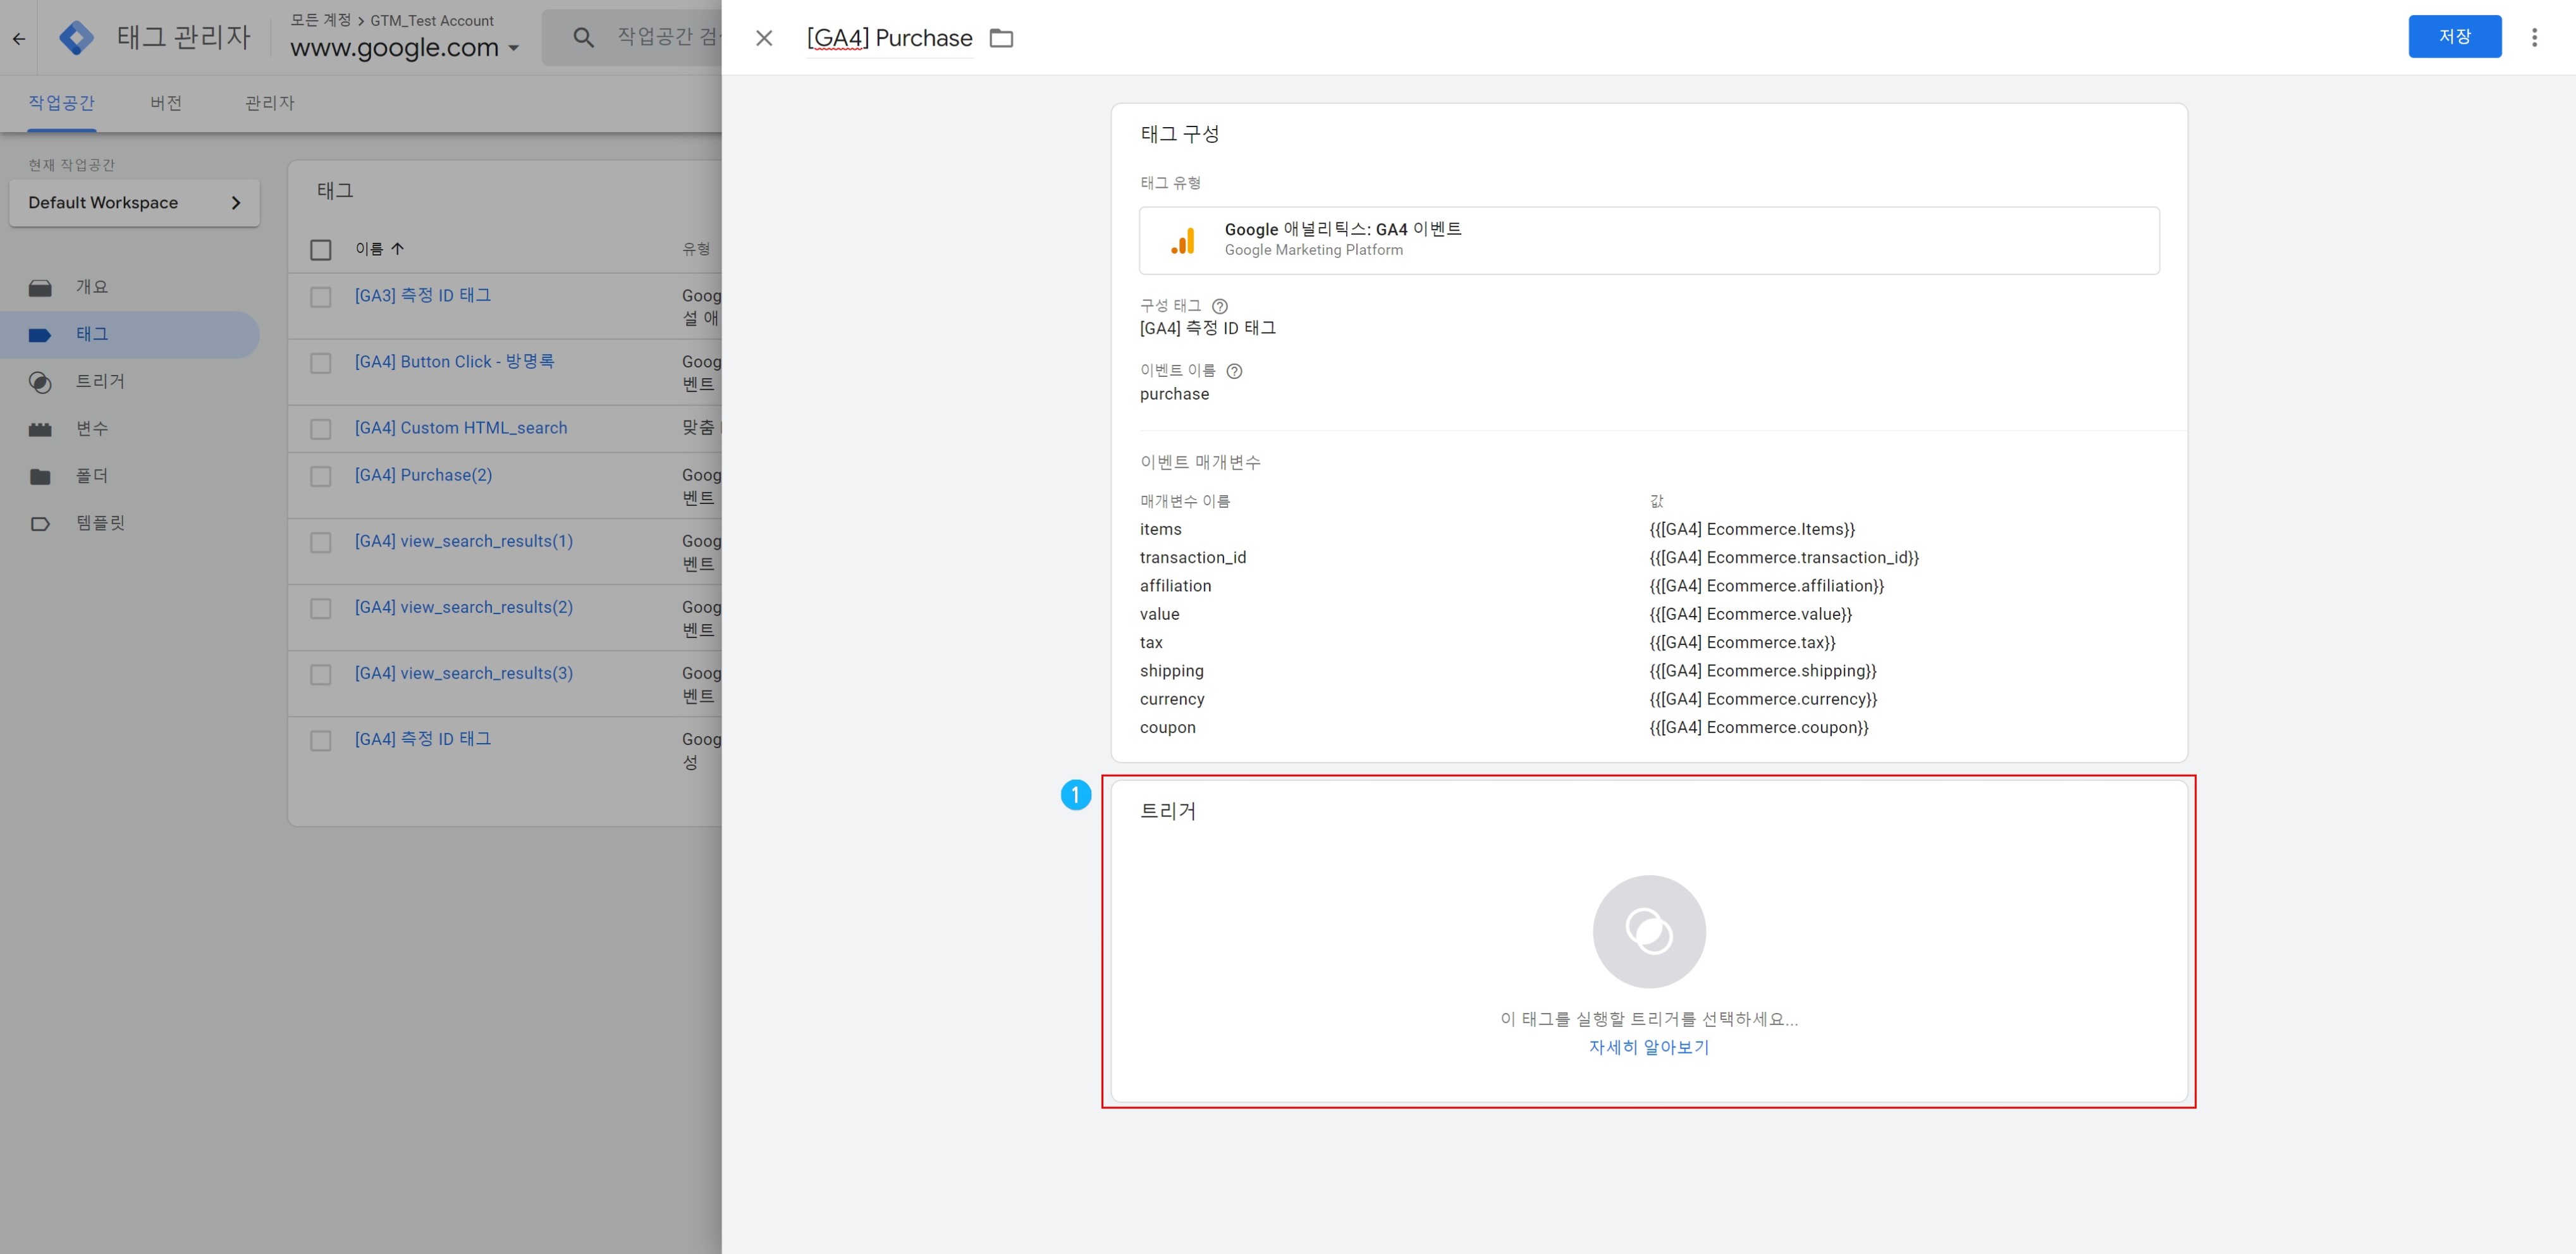 모든 계정 > GTM_Test Account
태그 관리자
www.google.com
작업공간 검
[GA4] Purchase
저장
작업공간
버전
관리자
현재 작업공간
Default Workspace
개요
태그
트리거
변수
폴더
템플릿
태그
이름
유형
[GA3] 측정 ID 태그
Goog
설 애
[GA4] Button Click - 방명록
Goog
벤트
[GA4] Custom HTML_search
맞춤
[GA4] Purchase(2)
Goog
벤트
[GA4] view_search_results(1)
Goog
벤트
[GA4] view_search_results(2)
Goog
벤트
[GA4] view_search_results(3)
Goog
벤트
[GA4] 측정 ID 태그
Goog
성
태그 구성
태그 유형
Google 애널리틱스: GA4 이벤트
Google Marketing Platform
구성 태그
[GA4] 측정 ID 태그
이벤트 이름
purchase
이벤트 매개변수
매개변수 이름 값
items {{[GA4] Ecommerce.Items}}
transaction_id {{[GA4] Ecommerce.transaction_id}}
affiliation {{[GA4] Ecommerce.affiliation}}
value {{[GA4] Ecommerce.value}}
tax {{[GA4] Ecommerce.tax}}
shipping {{[GA4] Ecommerce.shipping}}
currency {{[GA4] Ecommerce.currency}}
coupon {{[GA4] Ecommerce.coupon}}
1
트리거
이 태그를 실행할 트리거를 선택하세요...
자세히 알아보기